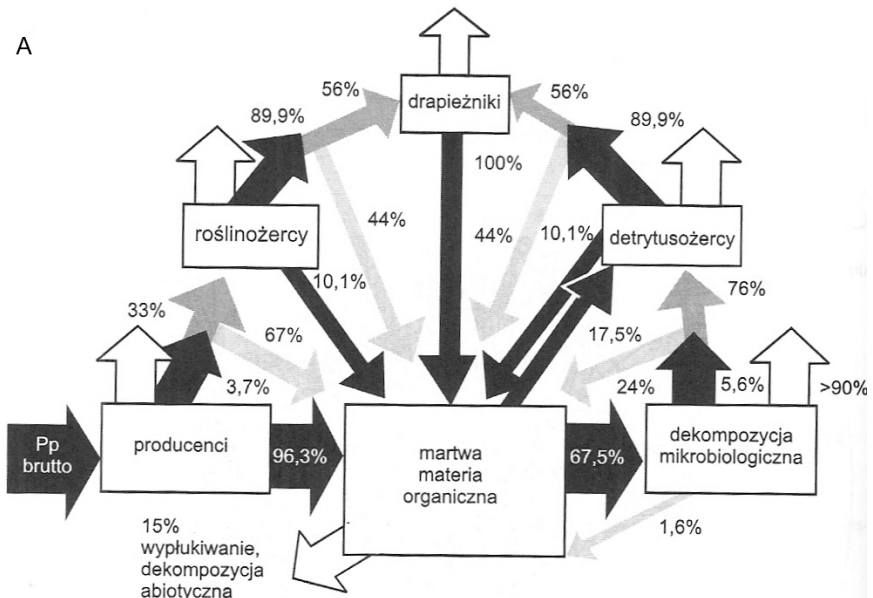 A
56%
drapieżniki
56%
89,9%
89,9%
100%
roślinożercy
44%
44%
10,1%
detrytusożercy
10,1%
76%
33%
67%
17,5%
3,7%
24%
5,6%
>90%
Pp
brutto
producenci
96,3%
martwa
materia
organiczna
67,5%
dekompozycja
mikrobiologiczna
15%
wypłukiwanie,
dekompozycja
abiotyczna
1,6%